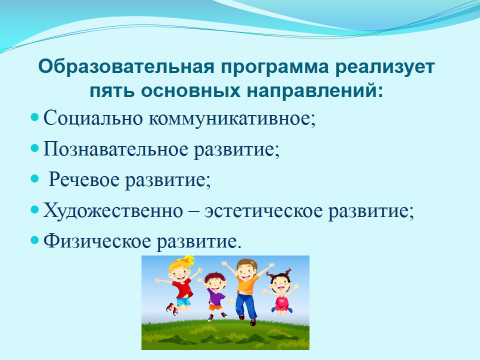 Образовательная программа реализует
пять основных направлений:
• Социально коммуникативное;
• Познавательное развитие;
• Речевое развитие;
• Художественно – эстетическое развитие;
• Физическое развитие.